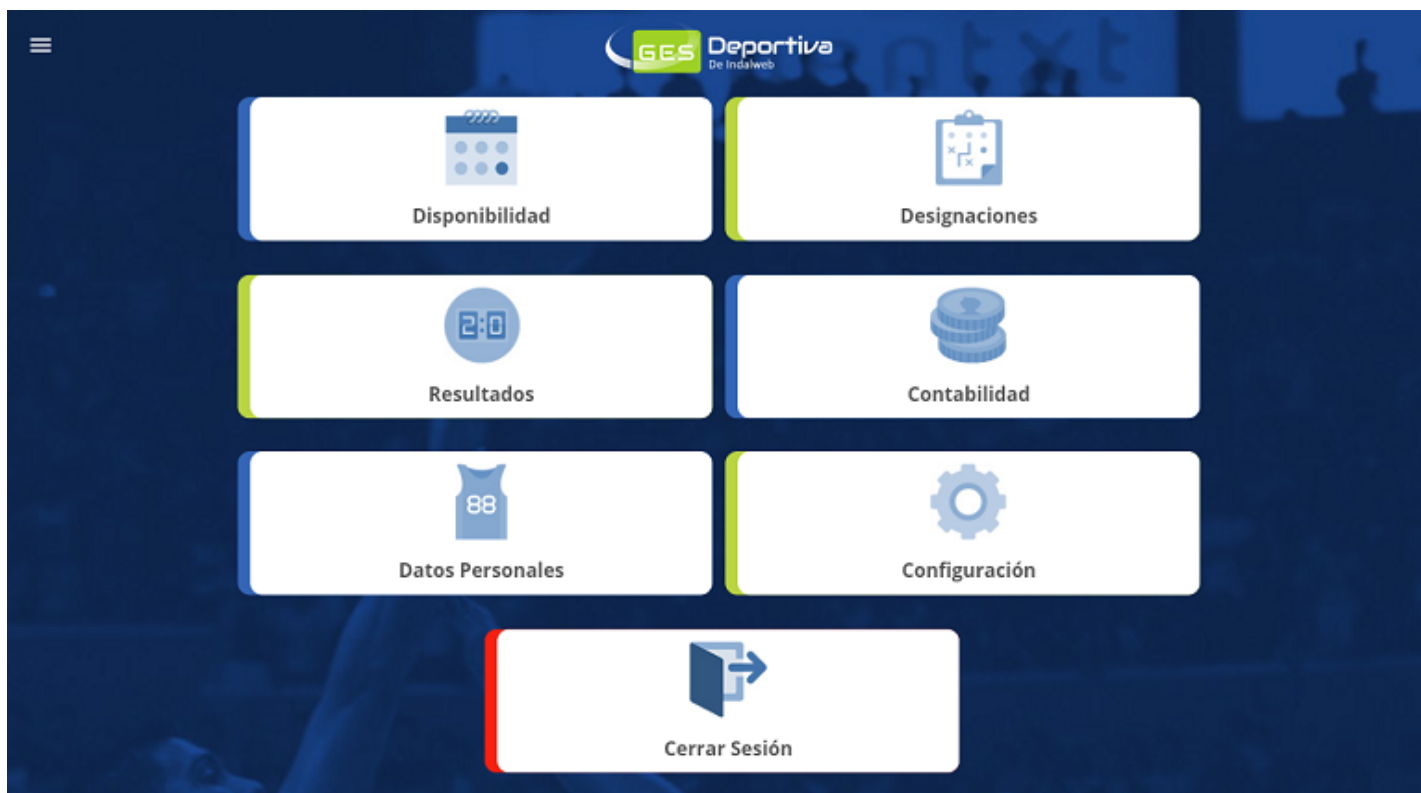 GES Deportiva
De Indalweb
Disponibilidad
Designaciones
2:0
Resultados
Contabilidad
88
Datos Personales
Configuración
Cerrar Sesión